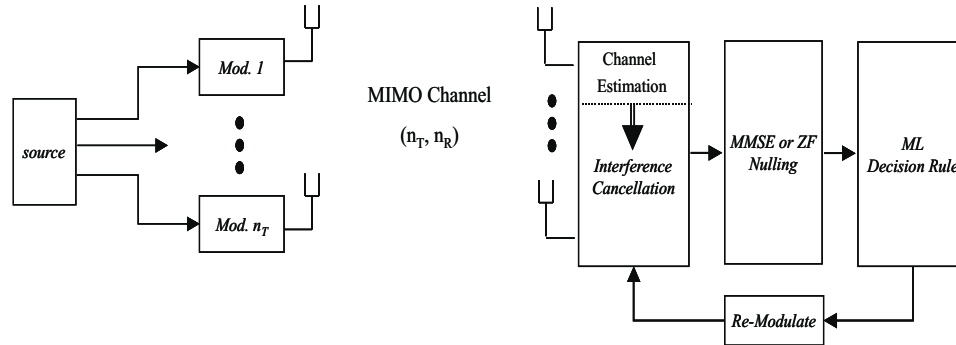 source
Mod. 1
Mod. n_T
MIMO Channel
(n_T, n_R)
Channel
Estimation
Interference
Cancellation
MMSE or ZF
Nulling
ML
Decision Rule
Re-Modulate